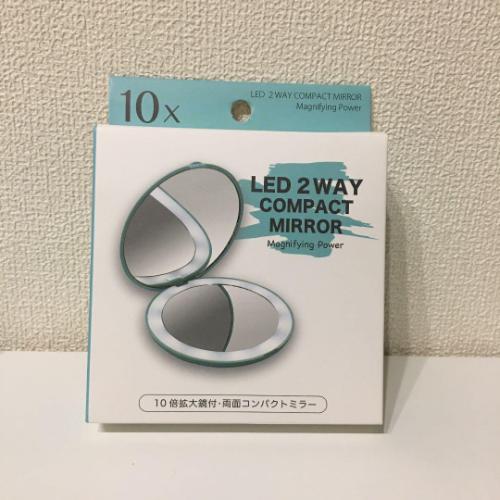 10x
LED 2 WAY COMPACT MIRROR
Magnifying Power
LED 2 WAY
COMPACT
MIRROR
Magnifying Power
10倍拡大鏡付・両面コンパクトミラー